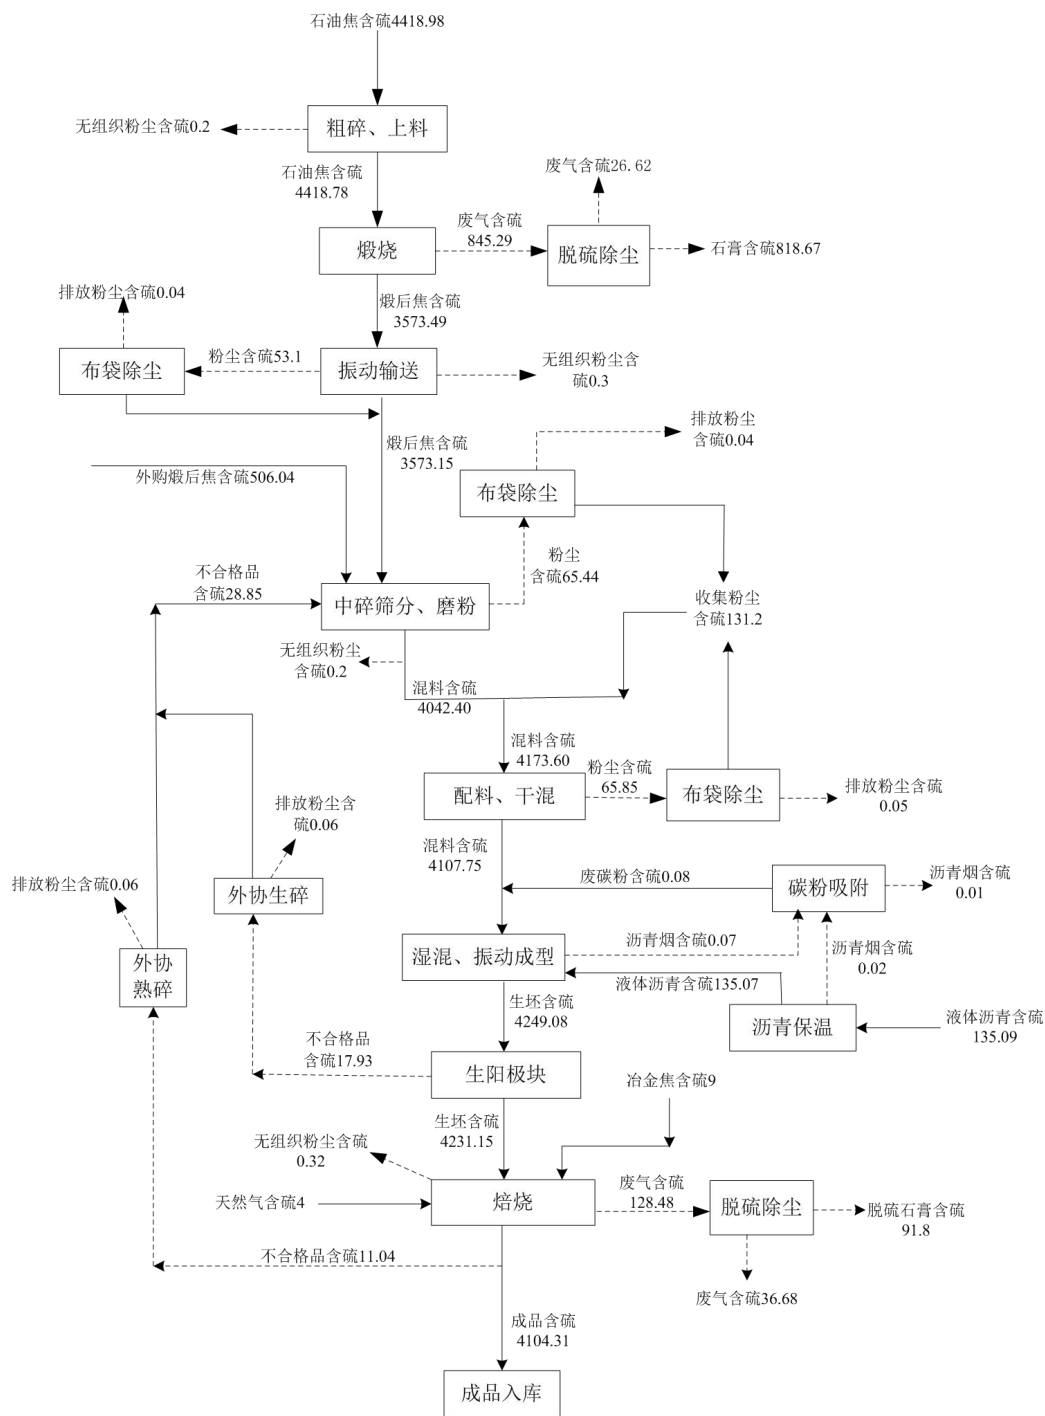 石油焦含硫4418.98
粗碎、上料
无组织粉尘含硫0.2
石油焦含硫
4418.78
废气含硫26.62
煅烧
废气含硫
845.29
脱硫除尘
石膏含硫818.67
煅后焦含硫
3573.49
排放粉尘含硫0.04
布袋除尘
粉尘含硫53.1
振动输送
无组织粉尘含
硫0.3
煅后焦含硫
3573.15
排放粉尘
含硫0.04
外购煅后焦含硫506.04
布袋除尘
粉尘
含硫65.44
不合格品
含硫28.85
中碎筛分、磨粉
收集粉尘
含硫131.2
无组织粉尘
含硫0.2
混料含硫
4042.40
混料含硫
4173.60
配料、干混
粉尘含硫
65.85
布袋除尘
排放粉尘含硫
0.05
排放粉尘含
硫0.06
混料含硫
4107.75
排放粉尘含硫0.06
外协生碎
废碳粉含硫0.08
碳粉吸附
沥青烟含硫
0.01
外协
熟碎
湿混、振动成型
沥青烟含硫0.07
沥青烟含硫
0.02
液体沥青含硫135.07
沥青保温
液体沥青含硫
135.09
生坯含硫
4249.08
不合格品
含硫17.93
生阳极块
冶金焦含硫9
生坯含硫
4231.15
无组织粉尘含硫
0.32
天然气含硫4
焙烧
废气含硫
128.48
脱硫除尘
脱硫石膏含硫
91.8
不合格品含硫11.04
废气含硫36.68
成品含硫
4104.31
成品入库